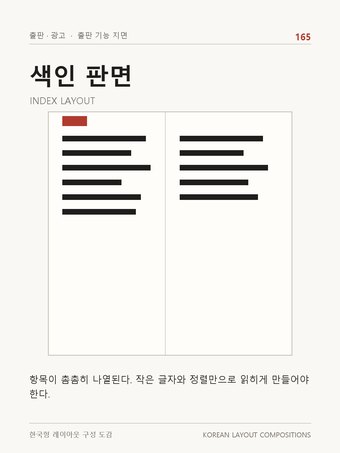 출판 · 광고 · 출판 기능 지면
165
색인 판면
INDEX LAYOUT
항목이 촘촘히 나열된다. 작은 글자와 정렬만으로 읽히게 만들어야
한다.
한국형 레이아웃 구성 도감
KOREAN LAYOUT COMPOSITIONS